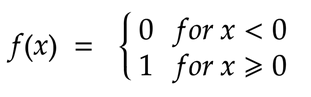 f(x) = { 0 for x < 0
1 for x ⩾ 0